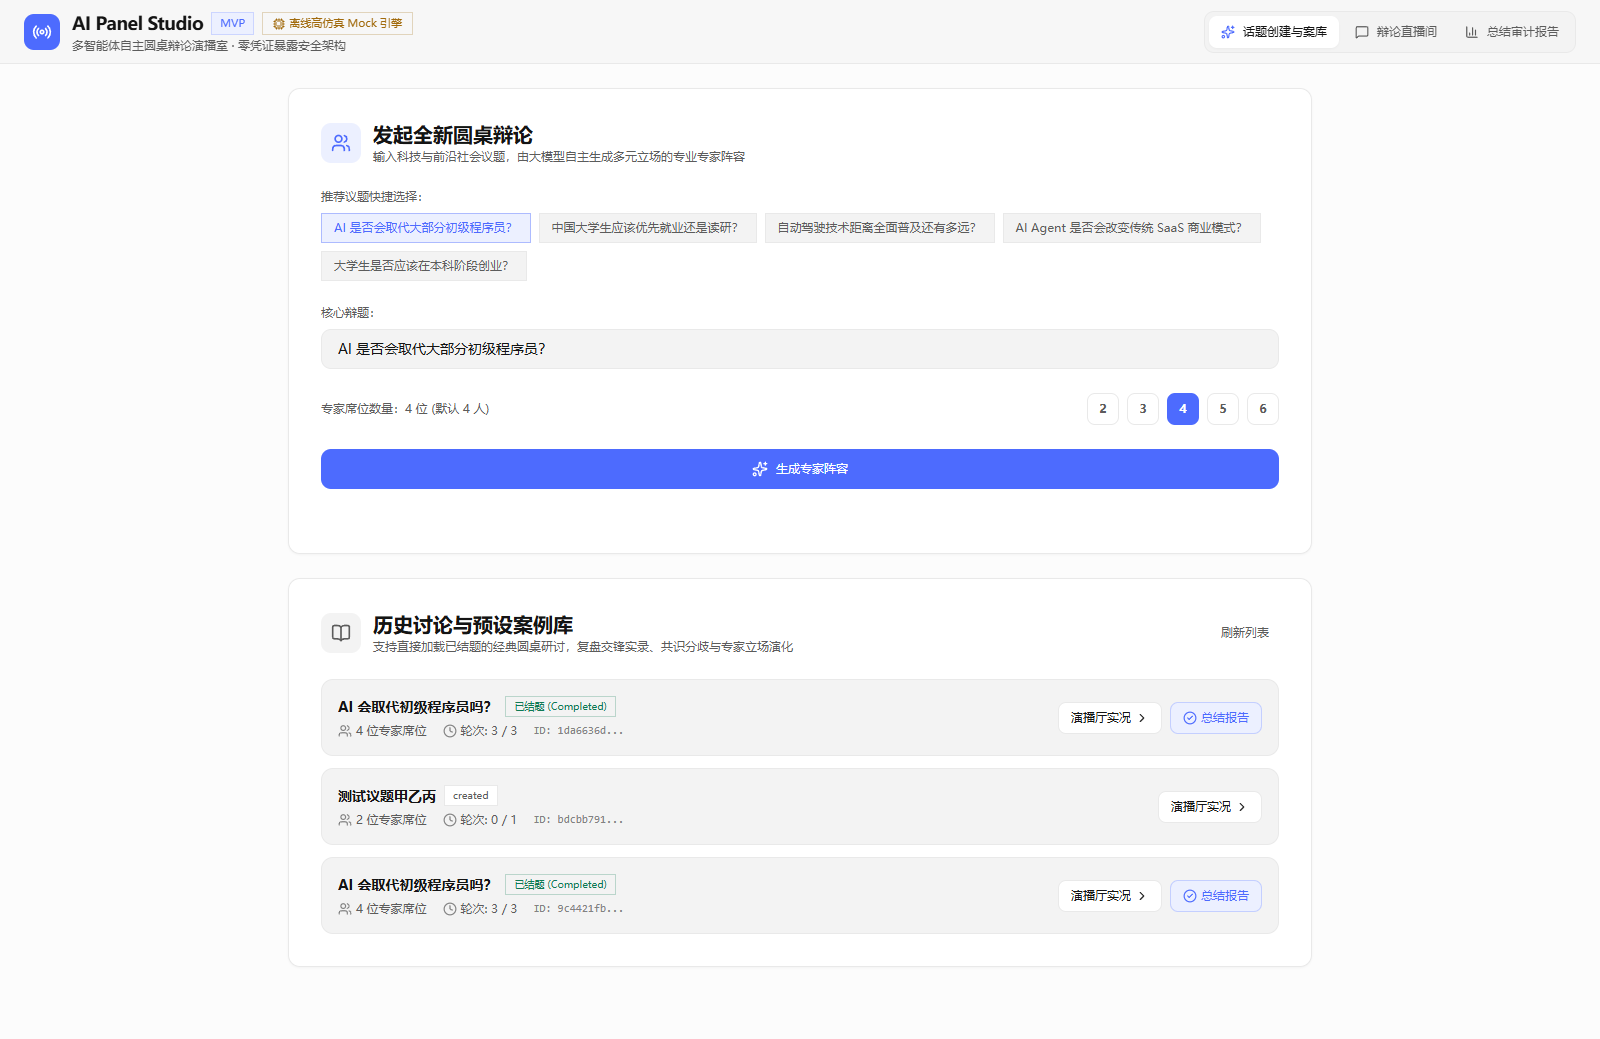 AI Panel Studio MVP 离线高仿真 Mock 引擎
多智能体自主圆桌辩论演播室 · 零凭证暴露安全架构
话题创建与案库 辩论直播间 总结审计报告
发起全新圆桌辩论
输入科技与前沿社会议题，由大模型自主生成多元立场的专业专家阵容
推荐议题快捷选择：
AI 是否会取代大部分初级程序员？ 中国大学生应该优先就业还是读研？ 自动驾驶技术距离全面普及还有多远？ AI Agent 是否会改变传统 SaaS 商业模式？
大学生是否应该在本科阶段创业？
核心辩题：
AI 是否会取代大部分初级程序员？
专家席位数量：4 位 (默认 4 人) 2 3 4 5 6
生成专家阵容
历史讨论与预设案例库
支持直接加载已结题的经典圆桌研讨，复盘交锋实录、共识分歧与专家立场演化
刷新列表
AI 会取代初级程序员吗？ 已结题 (Completed)
4 位专家席位 轮次: 3 / 3 ID: 1da6636d...
演播厅实况 总结报告
测试议题甲乙丙 created
2 位专家席位 轮次: 0 / 1 ID: bdcbb791...
演播厅实况
AI 会取代初级程序员吗？ 已结题 (Completed)
4 位专家席位 轮次: 3 / 3 ID: 9c4421fb...
演播厅实况 总结报告